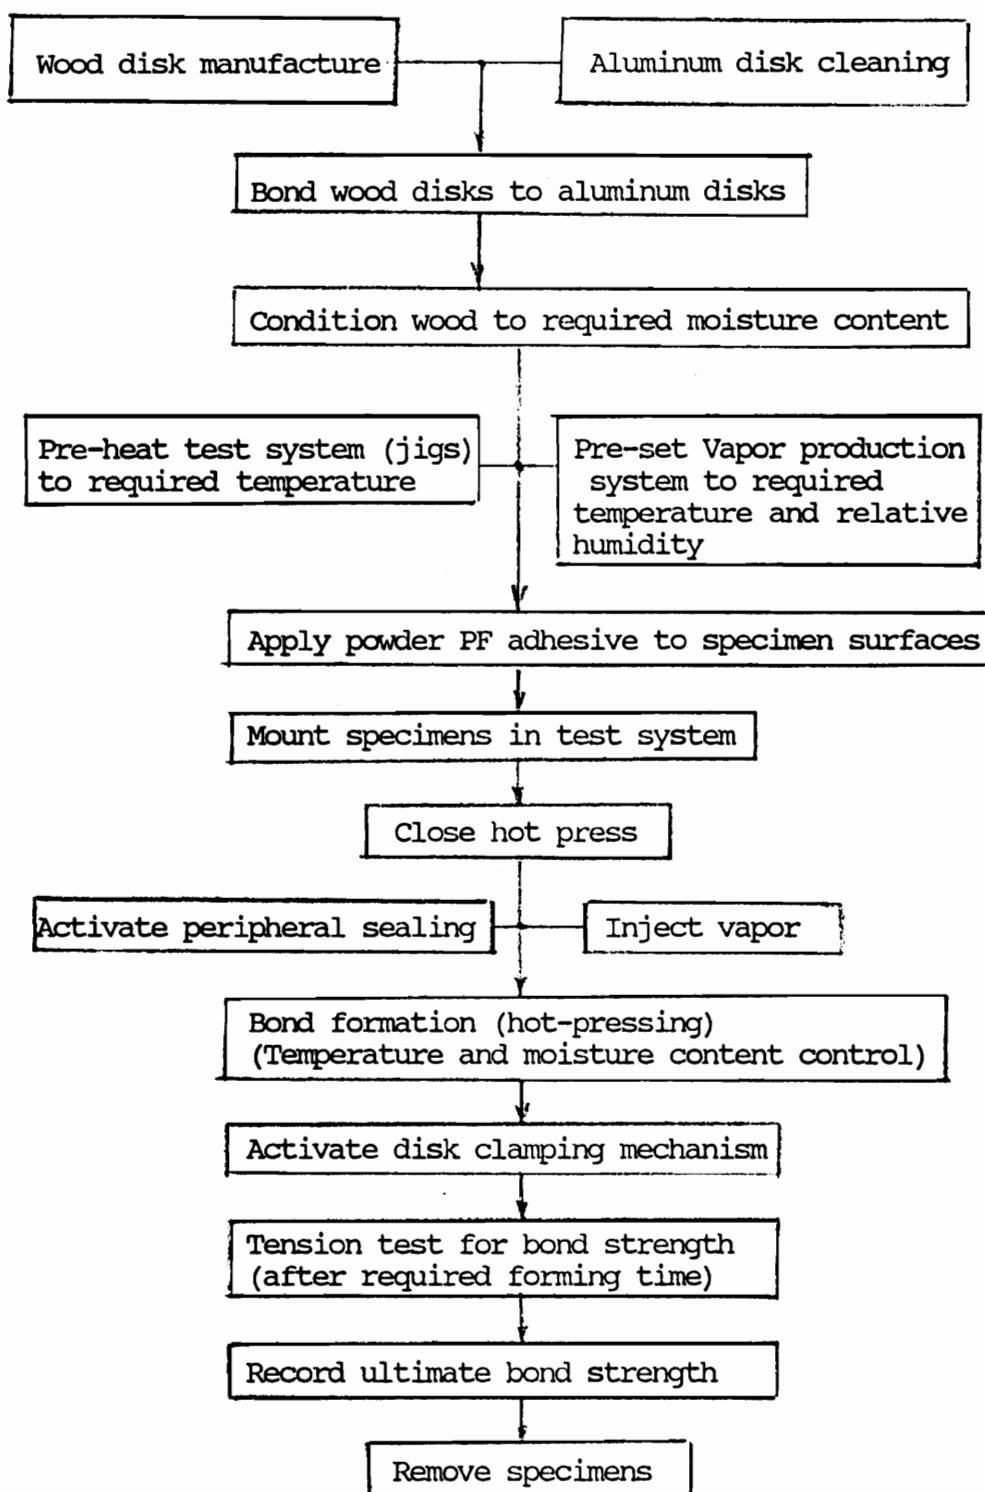 Wood disk manufacture
Aluminum disk cleaning
Bond wood disks to aluminum disks
Condition wood to required moisture content
Pre-heat test system (jigs)
to required temperature
Pre-set Vapor production
system to required
temperature and relative
humidity
Apply powder PF adhesive to specimen surfaces
Mount specimens in test system
Close hot press
Activate peripheral sealing
Inject vapor
Bond formation (hot-pressing)
(Temperature and moisture content control)
Activate disk clamping mechanism
Tension test for bond strength
(after required forming time)
Record ultimate bond strength
Remove specimens